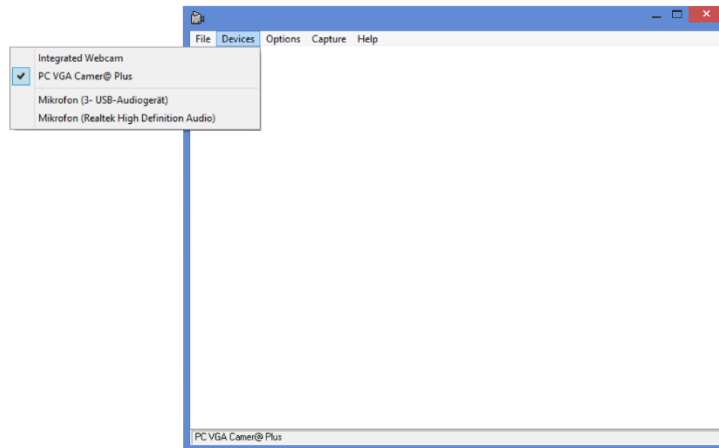 File Devices Options Capture Help
Integrated Webcam
PC VGA Camer@ Plus
Mikrofon (3- USB-Audiogerät)
Mikrofon (Realtek High Definition Audio)
PC VGA Camer@ Plus